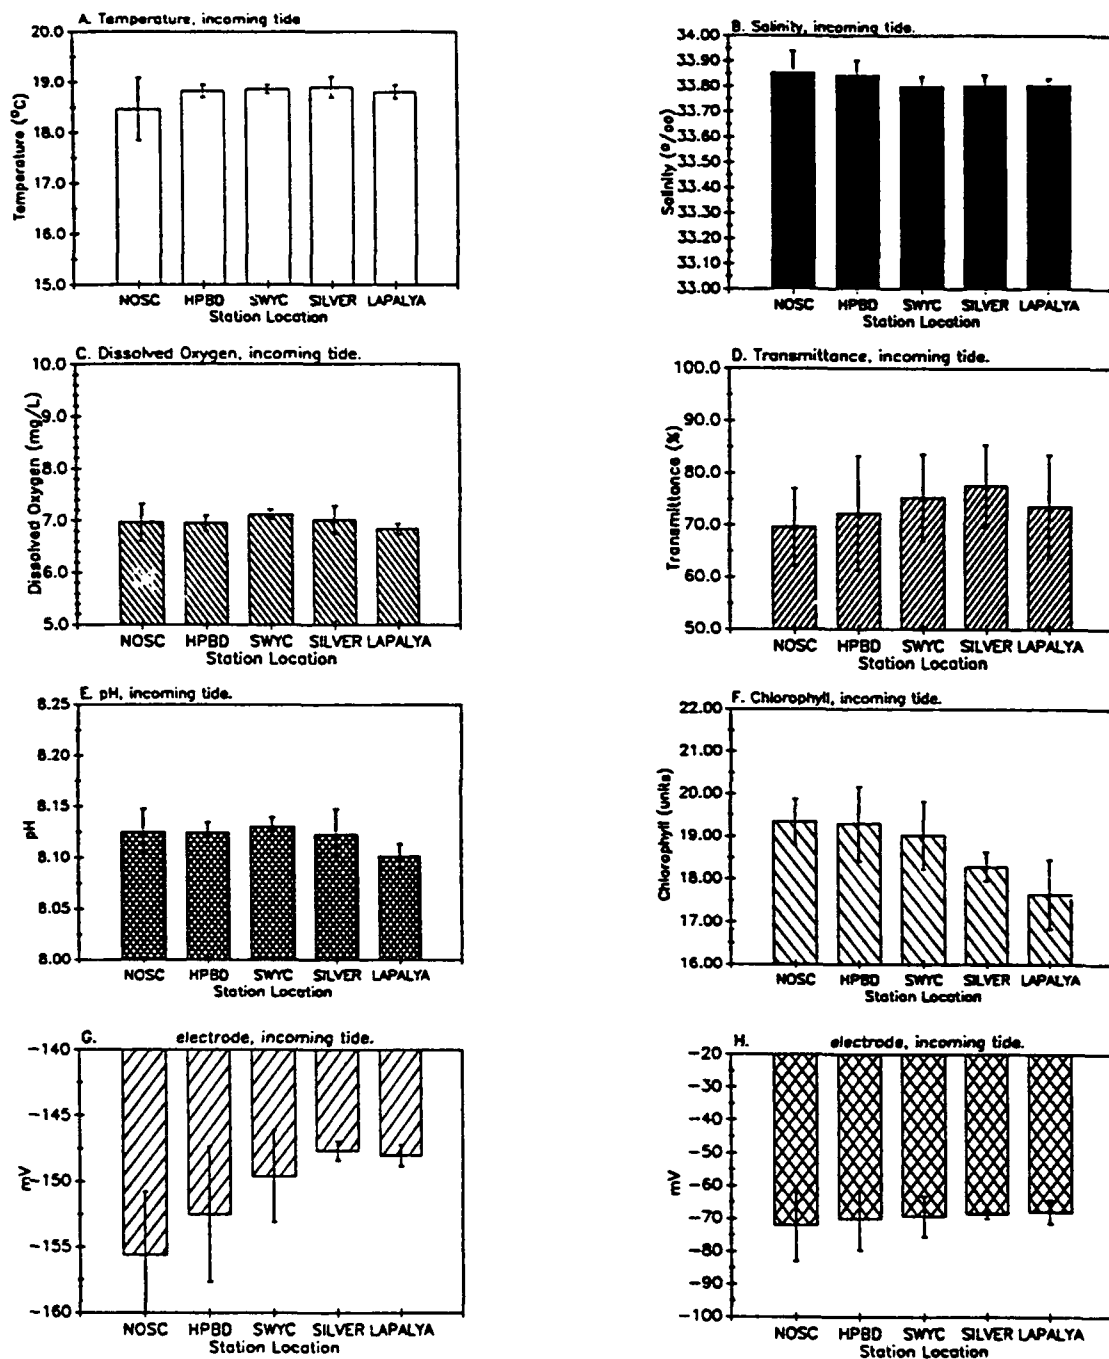 A. Temperature, incoming tide
20.0
19.0
18.0
17.0
16.0
15.0
Temperature (°C)
NOSC HPBD SWYC SILVER LAPALYA
Station Location
B. Salinity, incoming tide.
34.00
33.90
33.80
33.70
33.60
33.50
33.40
33.30
33.20
33.10
33.00
Salinity (o/oo)
NOSC HPBD SWYC SILVER LAPALYA
Station Location
C. Dissolved Oxygen, incoming tide.
10.0
9.0
8.0
7.0
6.0
5.0
Dissolved Oxygen (mg/L)
NOSC HPBD SWYC SILVER LAPALYA
Station Location
D. Transmittance, incoming tide.
100.0
90.0
80.0
70.0
60.0
50.0
Transmittance (%)
NOSC HPBD SWYC SILVER LAPALYA
Station Location
E. pH, incoming tide.
8.25
8.20
8.15
8.10
8.05
8.00
pH
NOSC HPBD SWYC SILVER LAPALYA
Station Location
F. Chlorophyll, incoming tide.
22.00
21.00
20.00
19.00
18.00
17.00
16.00
Chlorophyll (units)
NOSC HPBD SWYC SILVER LAPALYA
Station Location
G. electrode, incoming tide.
-140
-145
-150
-155
-160
mV
NOSC HPBD SWYC SILVER LAPALYA
Station Location
H. electrode, incoming tide.
-20
-30
-40
-50
-60
-70
-80
-90
-100
mV
NOSC HPBD SWYC SILVER LAPALYA
Station Location